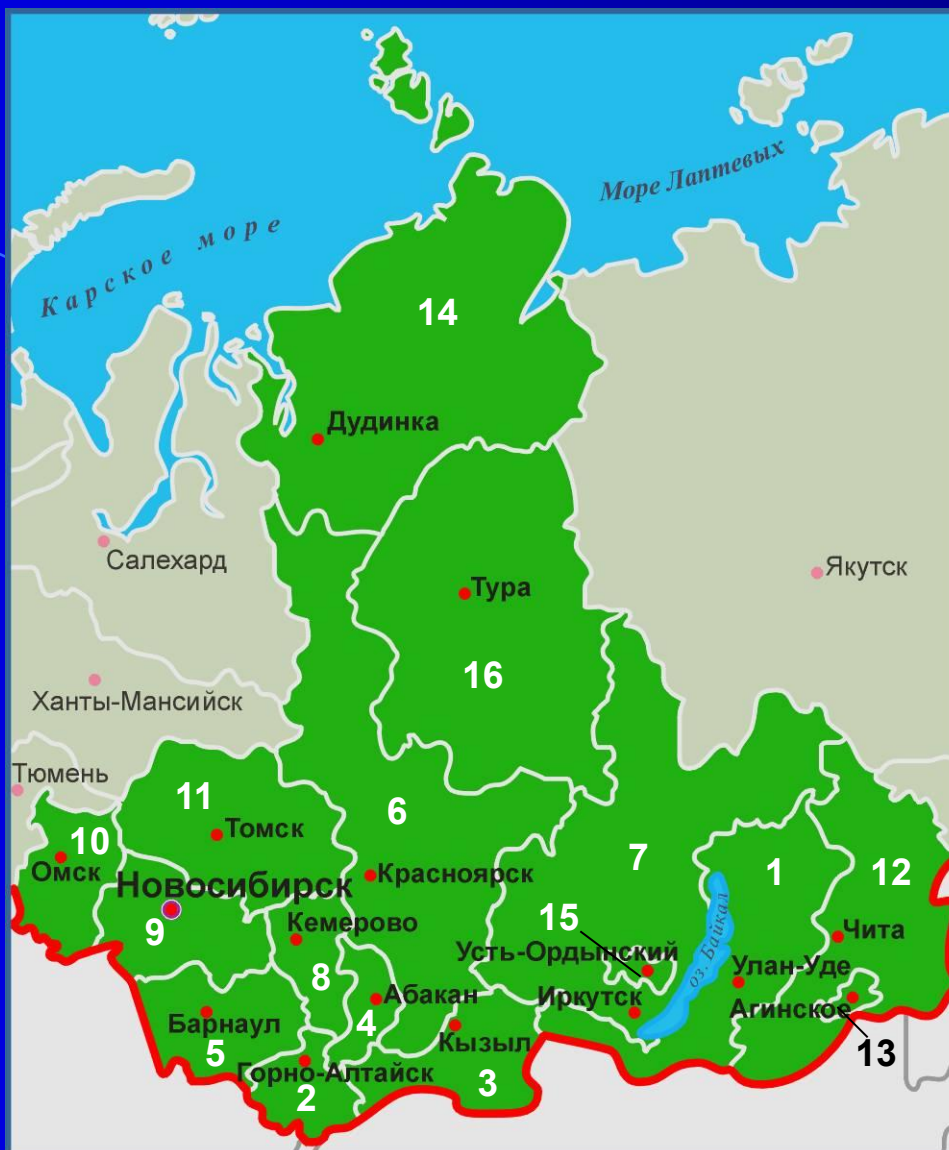 Море Лаптевых
Карское море
14
Дудинка
Салехард
Якутск
Тура
16
Ханты-Мансийск
Тюмень
11
6
Томск
10
7
1
12
Омск
Красноярск
Новосибирск
9
Кемерово
15
оз. Байкал
Чита
Усть-Ордынский
Улан-Уде
8
Абакан
Иркутск
Агинское
4
Барнаул
Кызыл
5
13
Горно-Алтайск
2
3